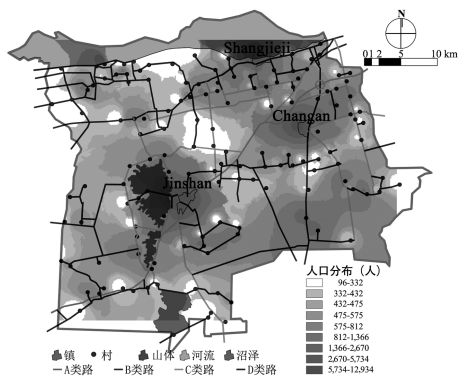 N
0 1 2 5 10 km
Shangjieji
Changan
Jinshan
人口分布（人）
96-332
332-432
432-475
475-575
575-812
812-1,366
1,366-2,670
2,670-5,734
5,734-12,934
镇 村 山体 河流 沼泽
A类路 B类路 C类路 D类路